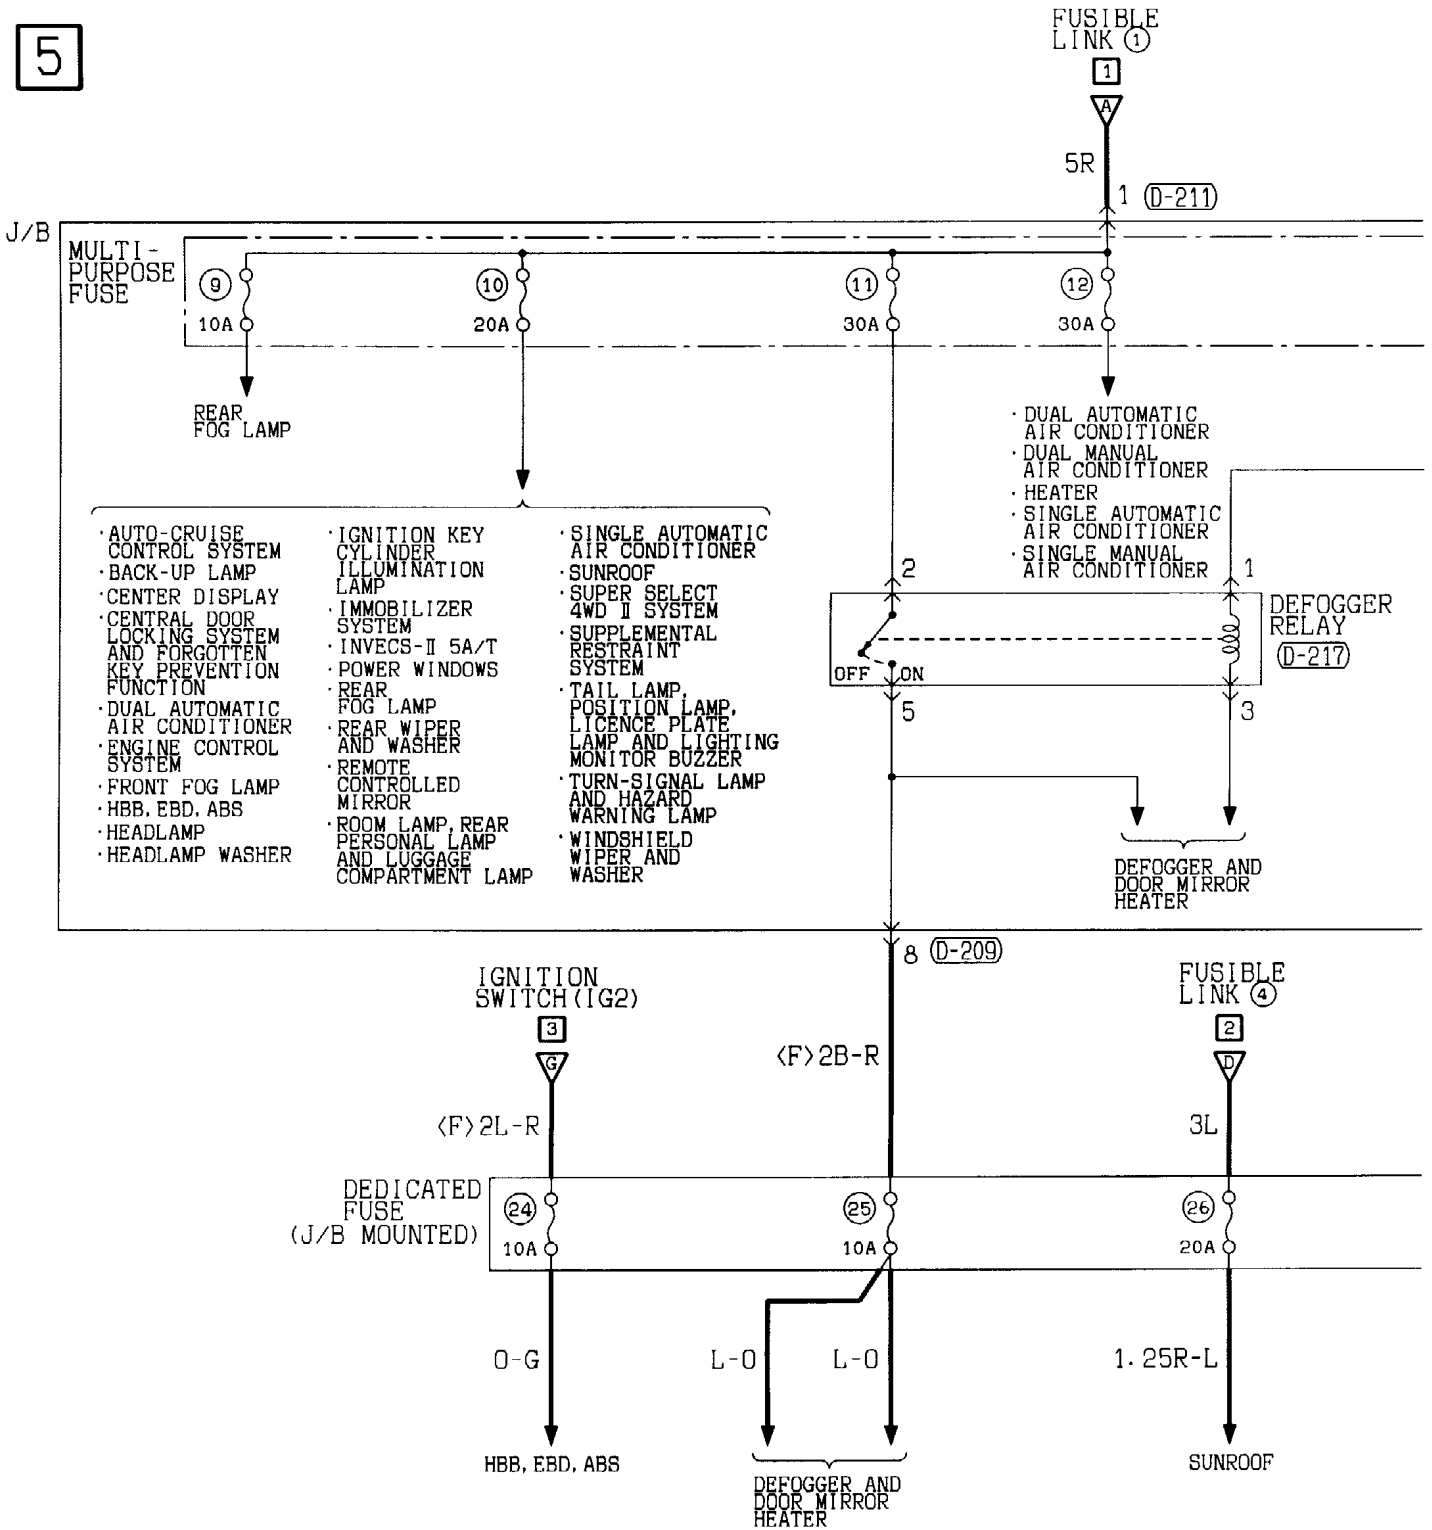 5
FUSIBLE
LINK ①
1
A
5R
1 (D-211)
J/B
MULTI-
PURPOSE
FUSE
⑨
10A
⑩
20A
⑪
30A
⑫
30A
REAR
FOG LAMP
·AUTO-CRUISE
CONTROL SYSTEM
·BACK-UP LAMP
·CENTER DISPLAY
·CENTRAL DOOR
LOCKING SYSTEM
AND FORGOTTEN
KEY PREVENTION
FUNCTION
·DUAL AUTOMATIC
AIR CONDITIONER
·ENGINE CONTROL
SYSTEM
·FRONT FOG LAMP
·HBB, EBD, ABS
·HEADLAMP
·HEADLAMP WASHER
·IGNITION KEY
CYLINDER
ILLUMINATION
LAMP
·IMMOBILIZER
SYSTEM
·INVECS-Ⅱ 5A/T
·POWER WINDOWS
·REAR
FOG LAMP
·REAR WIPER
AND WASHER
·REMOTE
CONTROLLED
MIRROR
·ROOM LAMP, REAR
PERSONAL LAMP
AND LUGGAGE
COMPARTMENT LAMP
·SINGLE AUTOMATIC
AIR CONDITIONER
·SUNROOF
·SUPER SELECT
4WD Ⅱ SYSTEM
·SUPPLEMENTAL
RESTRAINT
SYSTEM
·TAIL LAMP,
POSITION LAMP,
LICENCE PLATE
LAMP AND LIGHTING
MONITOR BUZZER
·TURN-SIGNAL LAMP
AND HAZARD
WARNING LAMP
·WINDSHIELD
WIPER AND
WASHER
·DUAL AUTOMATIC
AIR CONDITIONER
·DUAL MANUAL
AIR CONDITIONER
·HEATER
·SINGLE AUTOMATIC
AIR CONDITIONER
·SINGLE MANUAL
AIR CONDITIONER
2
1
DEFOGGER
RELAY
(D-217)
OFF ON
5
3
DEFOGGER AND
DOOR MIRROR
HEATER
8 (D-209)
IGNITION
SWITCH(IG2)
3
G
<F>2L-R
<F>2B-R
FUSIBLE
LINK ④
2
D
3L
DEDICATED
FUSE
(J/B MOUNTED)
㉔
10A
㉕
10A
㉖
20A
O-G
L-O
L-O
1.25R-L
HBB, EBD, ABS
DEFOGGER AND
DOOR MIRROR
HEATER
SUNROOF